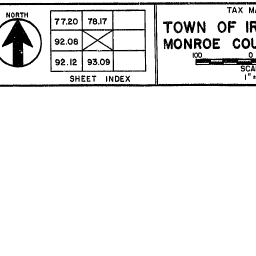 NORTH
77.20 78.17
92.08
92.12 93.09
SHEET INDEX
TAX MA
TOWN OF IR
MONROE COU
100 0
SCA
1"=